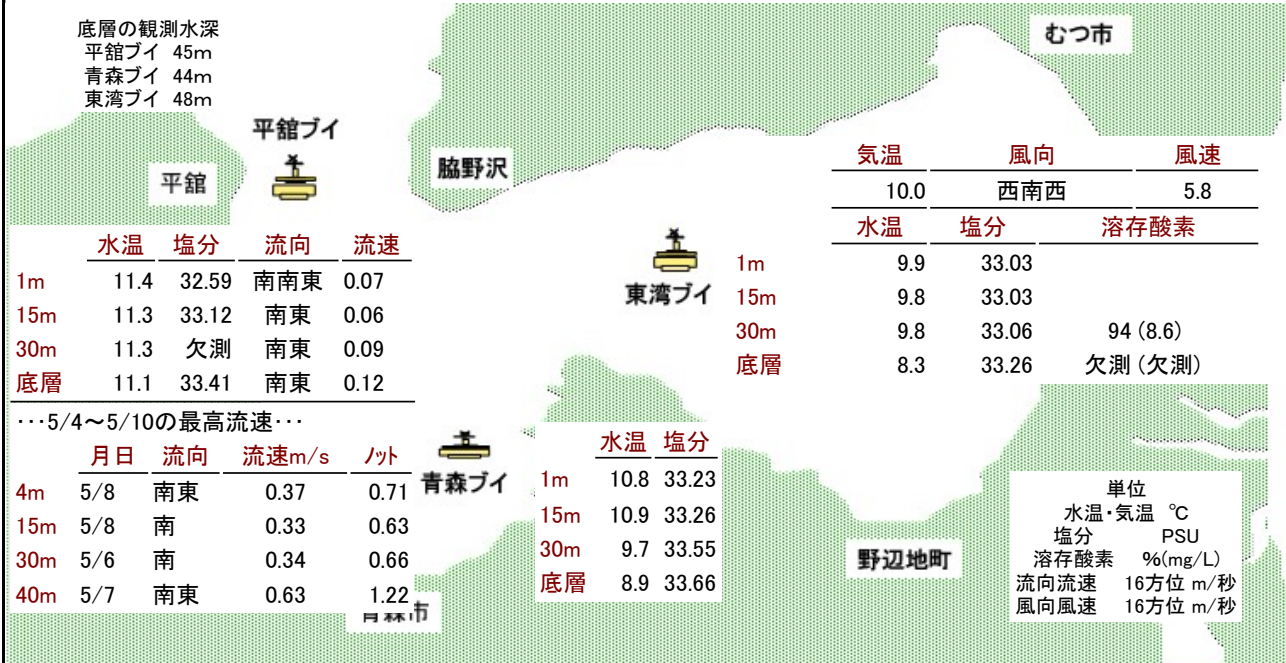 底層の観測水深
平舘ブイ 45m
青森ブイ 44m
東湾ブイ 48m
むつ市
平舘ブイ
脇野沢
平舘
気温 風向 風速
10.0 西南西 5.8
水温 塩分 溶存酸素
1m 9.9 33.03
15m 9.8 33.03
30m 9.8 33.06 94 (8.6)
底層 8.3 33.26 欠測 (欠測)
東湾ブイ
水温 塩分 流向 流速
1m 11.4 32.59 南南東 0.07
15m 11.3 33.12 南東 0.06
30m 11.3 欠測 南東 0.09
底層 11.1 33.41 南東 0.12
…5/4～5/10の最高流速…
月日 流向 流速m/s ﾉｯﾄ
4m 5/8 南東 0.37 0.71
15m 5/8 南 0.33 0.63
30m 5/6 南 0.34 0.66
40m 5/7 南東 0.63 1.22
青森ブイ
水温 塩分
1m 10.8 33.23
15m 10.9 33.26
30m 9.7 33.55
底層 8.9 33.66
青森市
野辺地町
単位
水温・気温 ℃
塩分 PSU
溶存酸素 %(mg/L)
流向流速 16方位 m/秒
風向風速 16方位 m/秒